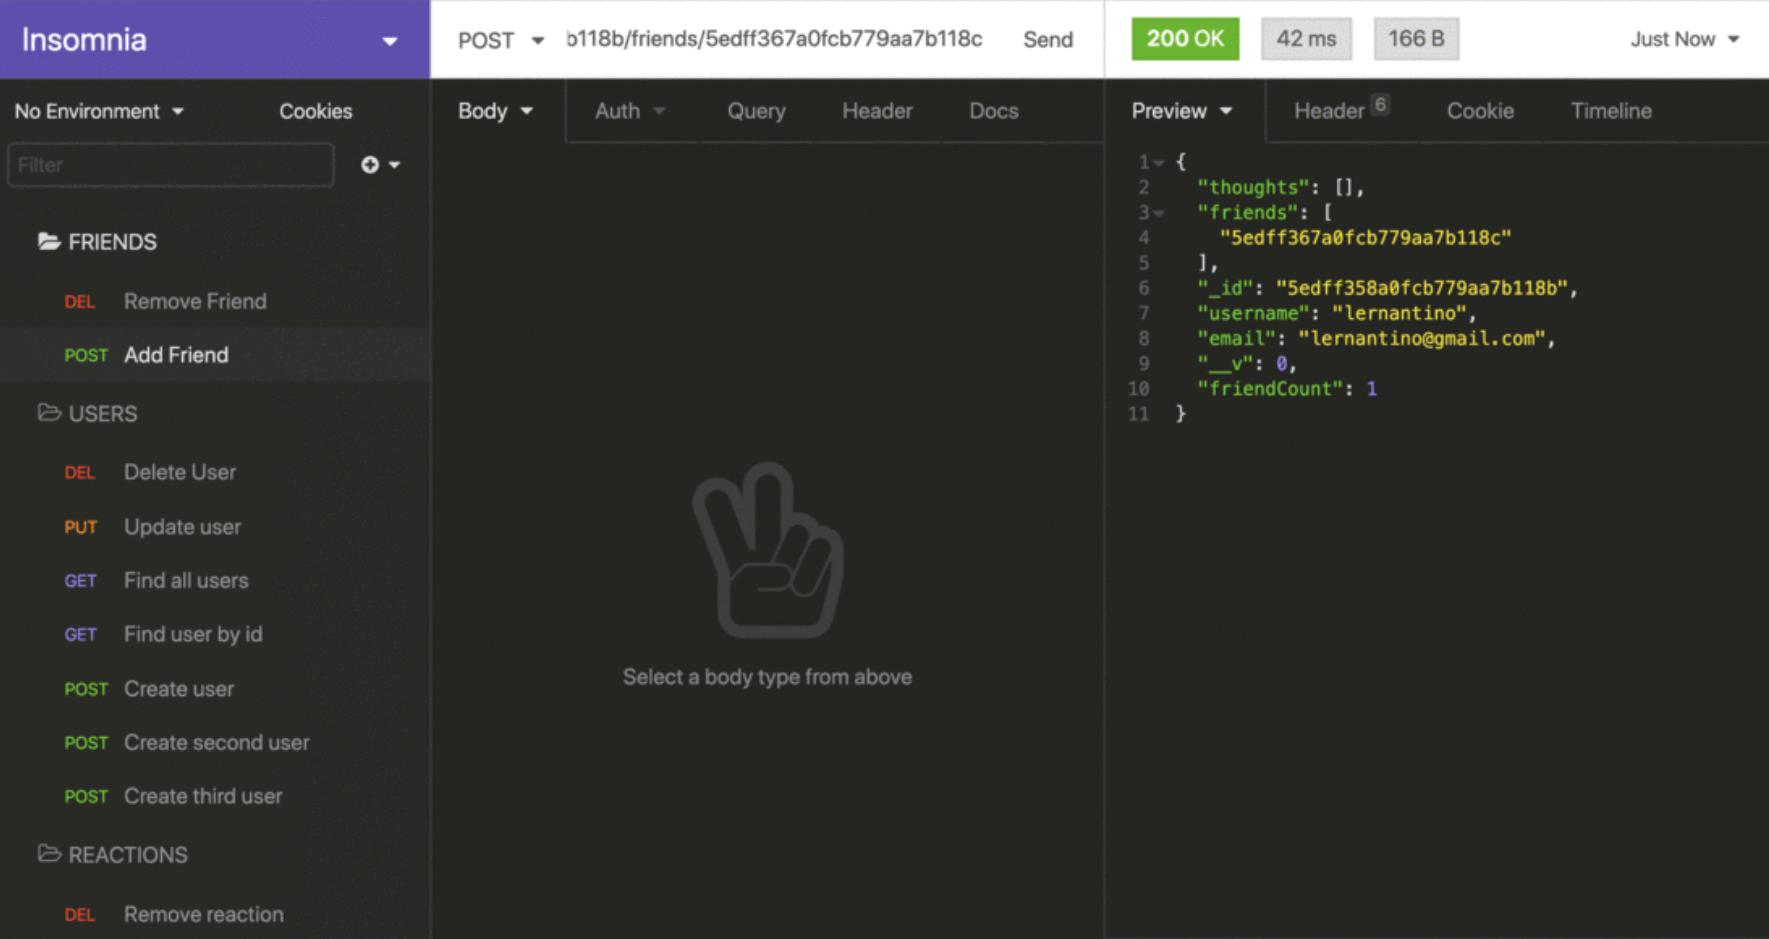 Insomnia
POST b118b/friends/5edff367a0fcb779aa7b118c Send
200 OK 42 ms 166 B Just Now
No Environment Cookies
Filter
FRIENDS
DEL Remove Friend
POST Add Friend
USERS
DEL Delete User
PUT Update user
GET Find all users
GET Find user by id
POST Create user
POST Create second user
POST Create third user
REACTIONS
DEL Remove reaction
Body Auth Query Header Docs
Select a body type from above
Preview Header 6 Cookie Timeline
1 {
2 "thoughts": [],
3 "friends": [
4 "5edff367a0fcb779aa7b118c"
5 ],
6 "_id": "5edff358a0fcb779aa7b118b",
7 "username": "lernantino",
8 "email": "lernantino@gmail.com",
9 "__v": 0,
10 "friendCount": 1
11 }